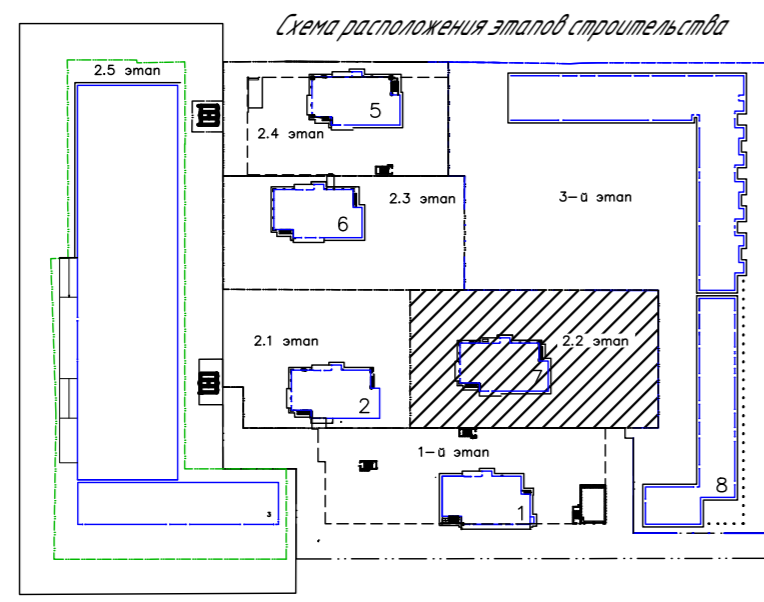 Схема расположения этапов строительства
2.5 этап
5
2.4 этап
2.3 этап
3-й этап
6
2.1 этап
2.2 этап
7
2
1-й этап
8
1
3